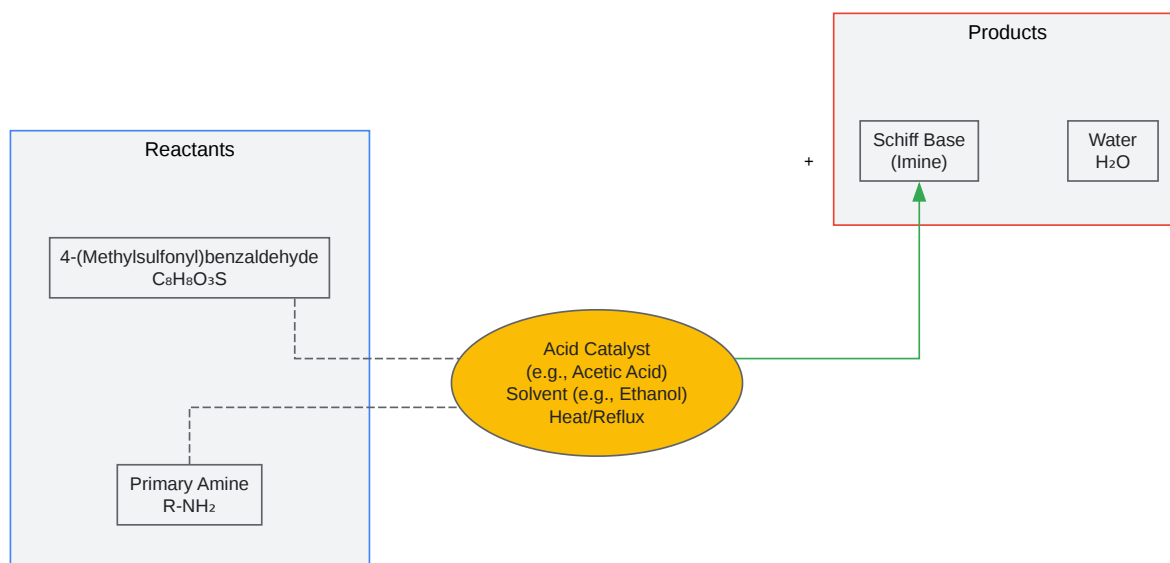 Reactants
4-(Methylsulfonyl)benzaldehyde
C₈H₈O₃S
Primary Amine
R-NH₂
Acid Catalyst
(e.g., Acetic Acid)
Solvent (e.g., Ethanol)
Heat/Reflux
+
Products
Schiff Base
(Imine)
Water
H₂O